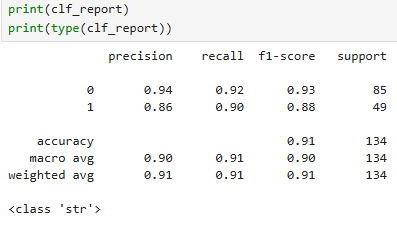 print(clf_report)
print(type(clf_report))
precision recall f1-score support
0 0.94 0.92 0.93 85
1 0.86 0.90 0.88 49
accuracy 0.91 134
macro avg 0.90 0.91 0.90 134
weighted avg 0.91 0.91 0.91 134
<class 'str'>